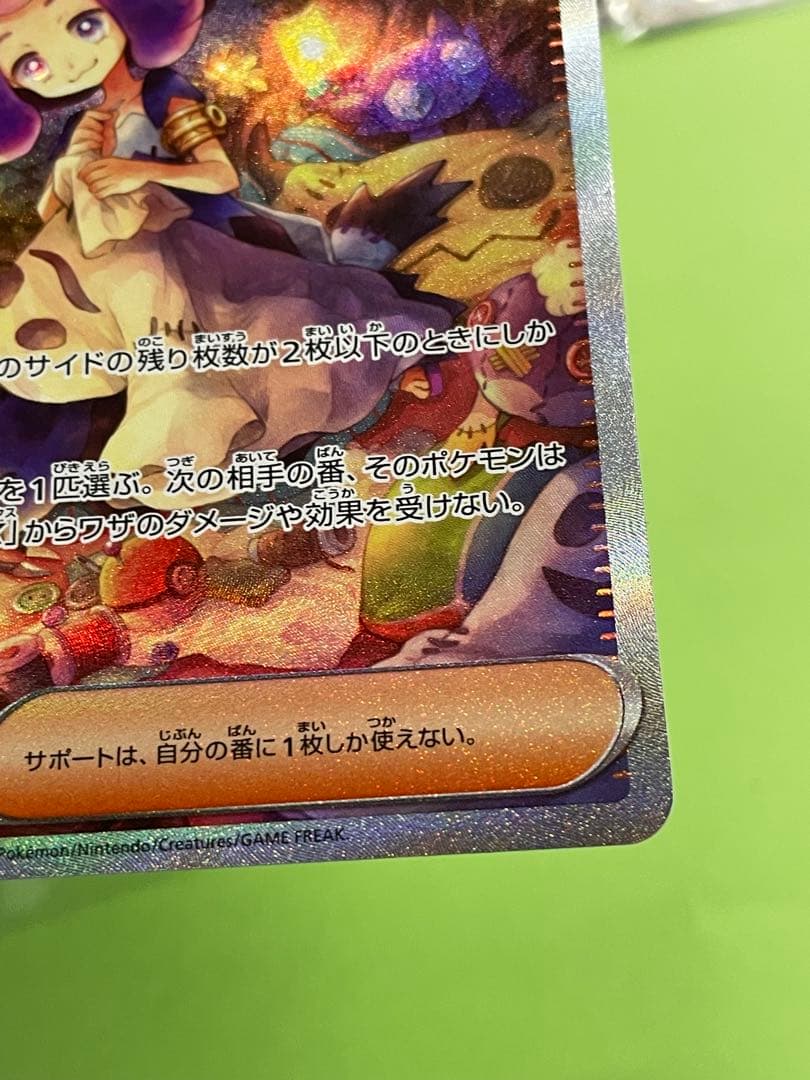 のサイドの残り枚数が2枚以下のときにしか
を1匹選ぶ。次の相手の番、そのポケモンは
」からワザのダメージや効果を受けない。
サポートは、自分の番に1枚しか使えない。
Pokémon/Nintendo/Creatures/GAME FREAK.